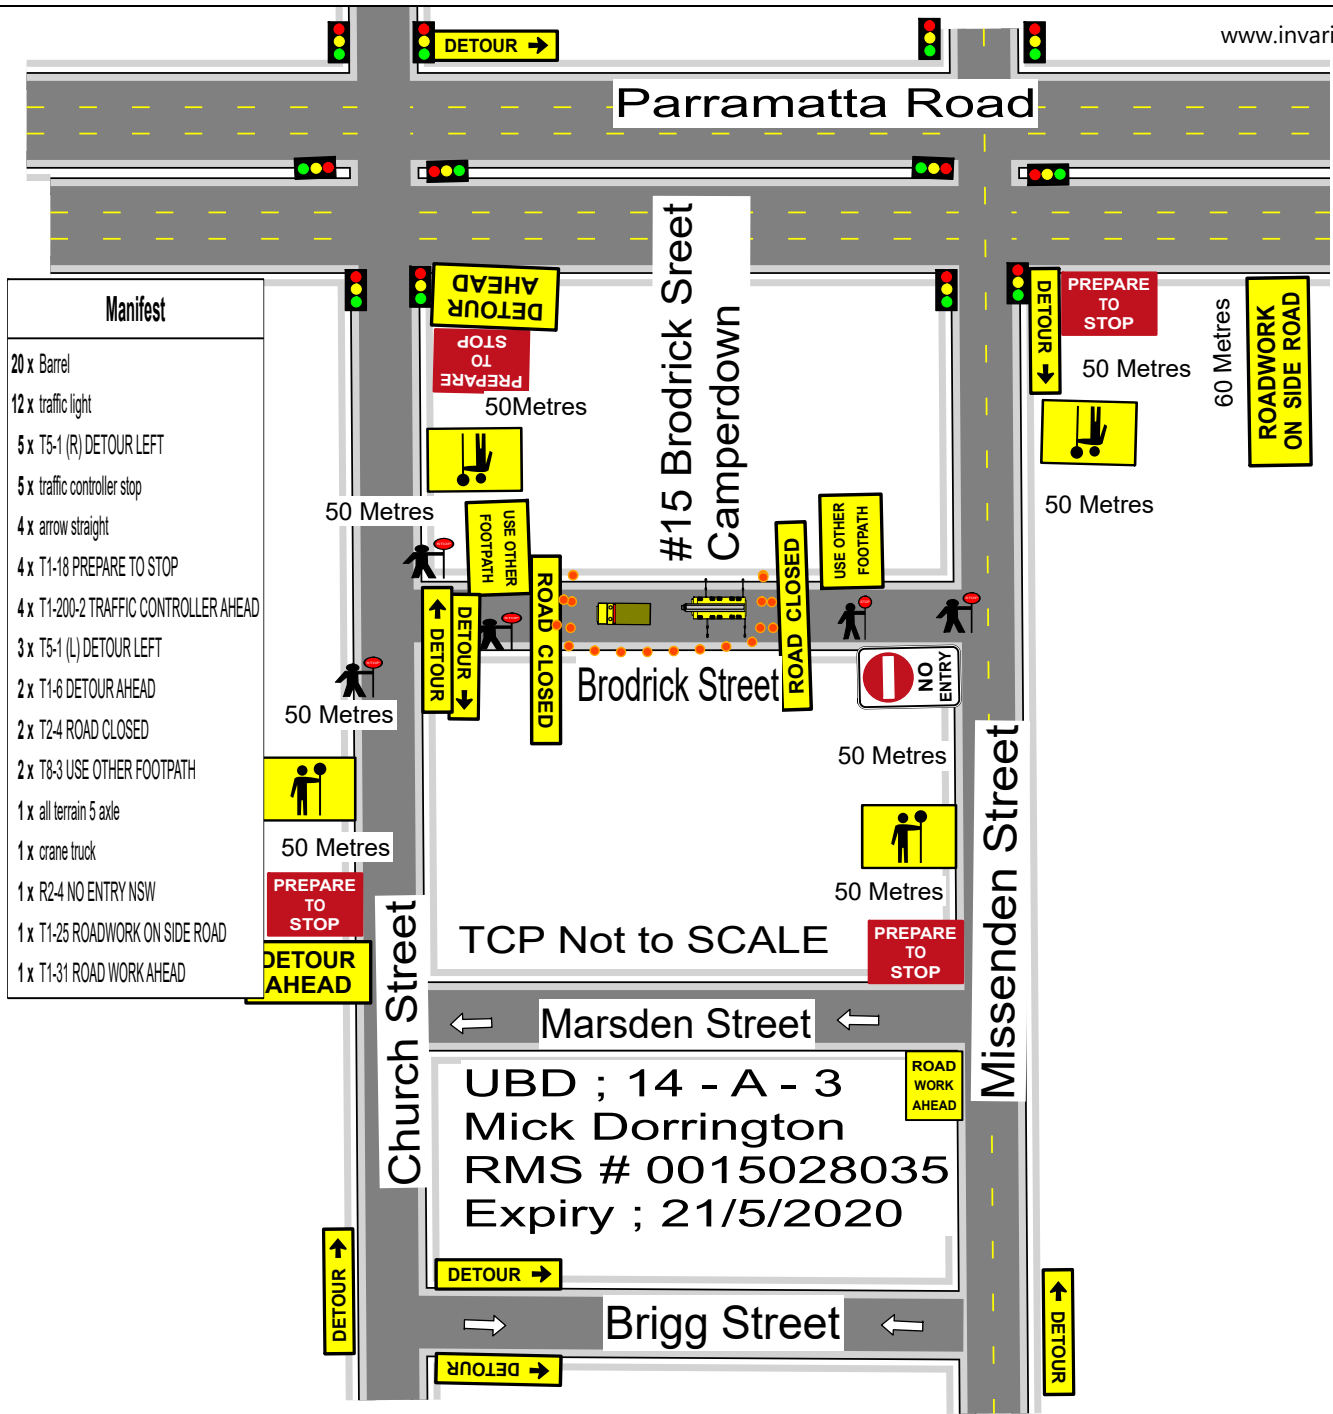 www.invari
DETOUR
Parramatta Road
#15 Brodrick Sreet
Camperdown
Manifest
20 x Barrel
12 x traffic light
5 x T5-1 (R) DETOUR LEFT
5 x traffic controller stop
4 x arrow straight
4 x T1-18 PREPARE TO STOP
4 x T1-200-2 TRAFFIC CONTROLLER AHEAD
3 x T5-1 (L) DETOUR LEFT
2 x T1-6 DETOUR AHEAD
2 x T2-4 ROAD CLOSED
2 x T8-3 USE OTHER FOOTPATH
1 x all terrain 5 axle
1 x crane truck
1 x R2-4 NO ENTRY NSW
1 x T1-25 ROADWORK ON SIDE ROAD
1 x T1-31 ROAD WORK AHEAD
DETOUR
AHEAD
PREPARE
TO
STOP
50Metres
DETOUR
PREPARE
TO
STOP
50 Metres
60 Metres
ROADWORK
ON SIDE ROAD
50 Metres
50 Metres
USE OTHER
FOOTPATH
ROAD CLOSED
DETOUR
DETOUR
Brodrick Street
ROAD CLOSED
USE OTHER
FOOTPATH
NO
ENTRY
50 Metres
50 Metres
50 Metres
50 Metres
PREPARE
TO
STOP
DETOUR
AHEAD
TCP Not to SCALE
PREPARE
TO
STOP
Church Street
Marsden Street
Missenden Street
ROAD
WORK
AHEAD
UBD ; 14 - A - 3
Mick Dorrington
RMS # 0015028035
Expiry ; 21/5/2020
DETOUR
DETOUR
Brigg Street
DETOUR
DETOUR